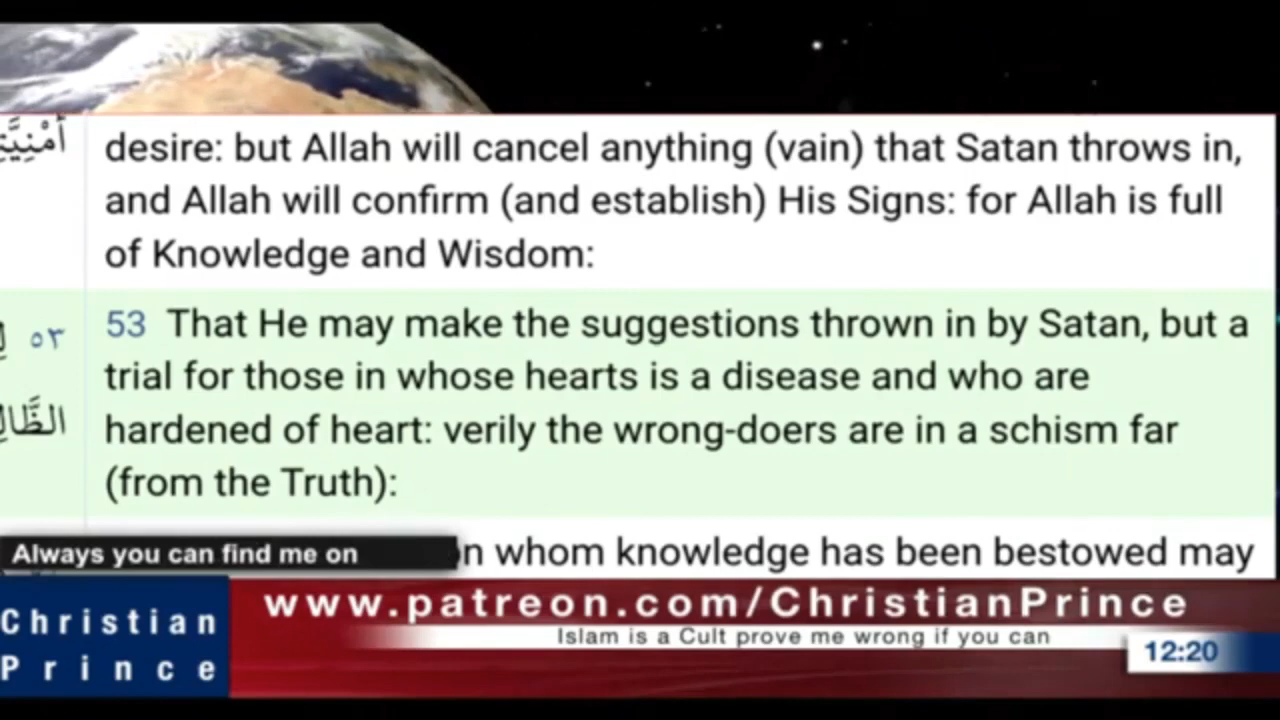 أُمْنِيَّتِ
desire: but Allah will cancel anything (vain) that Satan throws in,
and Allah will confirm (and establish) His Signs: for Allah is full
of Knowledge and Wisdom:
٥٣
53 That He may make the suggestions thrown in by Satan, but a
trial for those in whose hearts is a disease and who are
الظَّالِ
hardened of heart: verily the wrong-doers are in a schism far
(from the Truth):
whom knowledge has been bestowed may
Always you can find me on
Christian
Prince
www.patreon.com/ChristianPrince
Islam is a Cult prove me wrong if you can
12:20